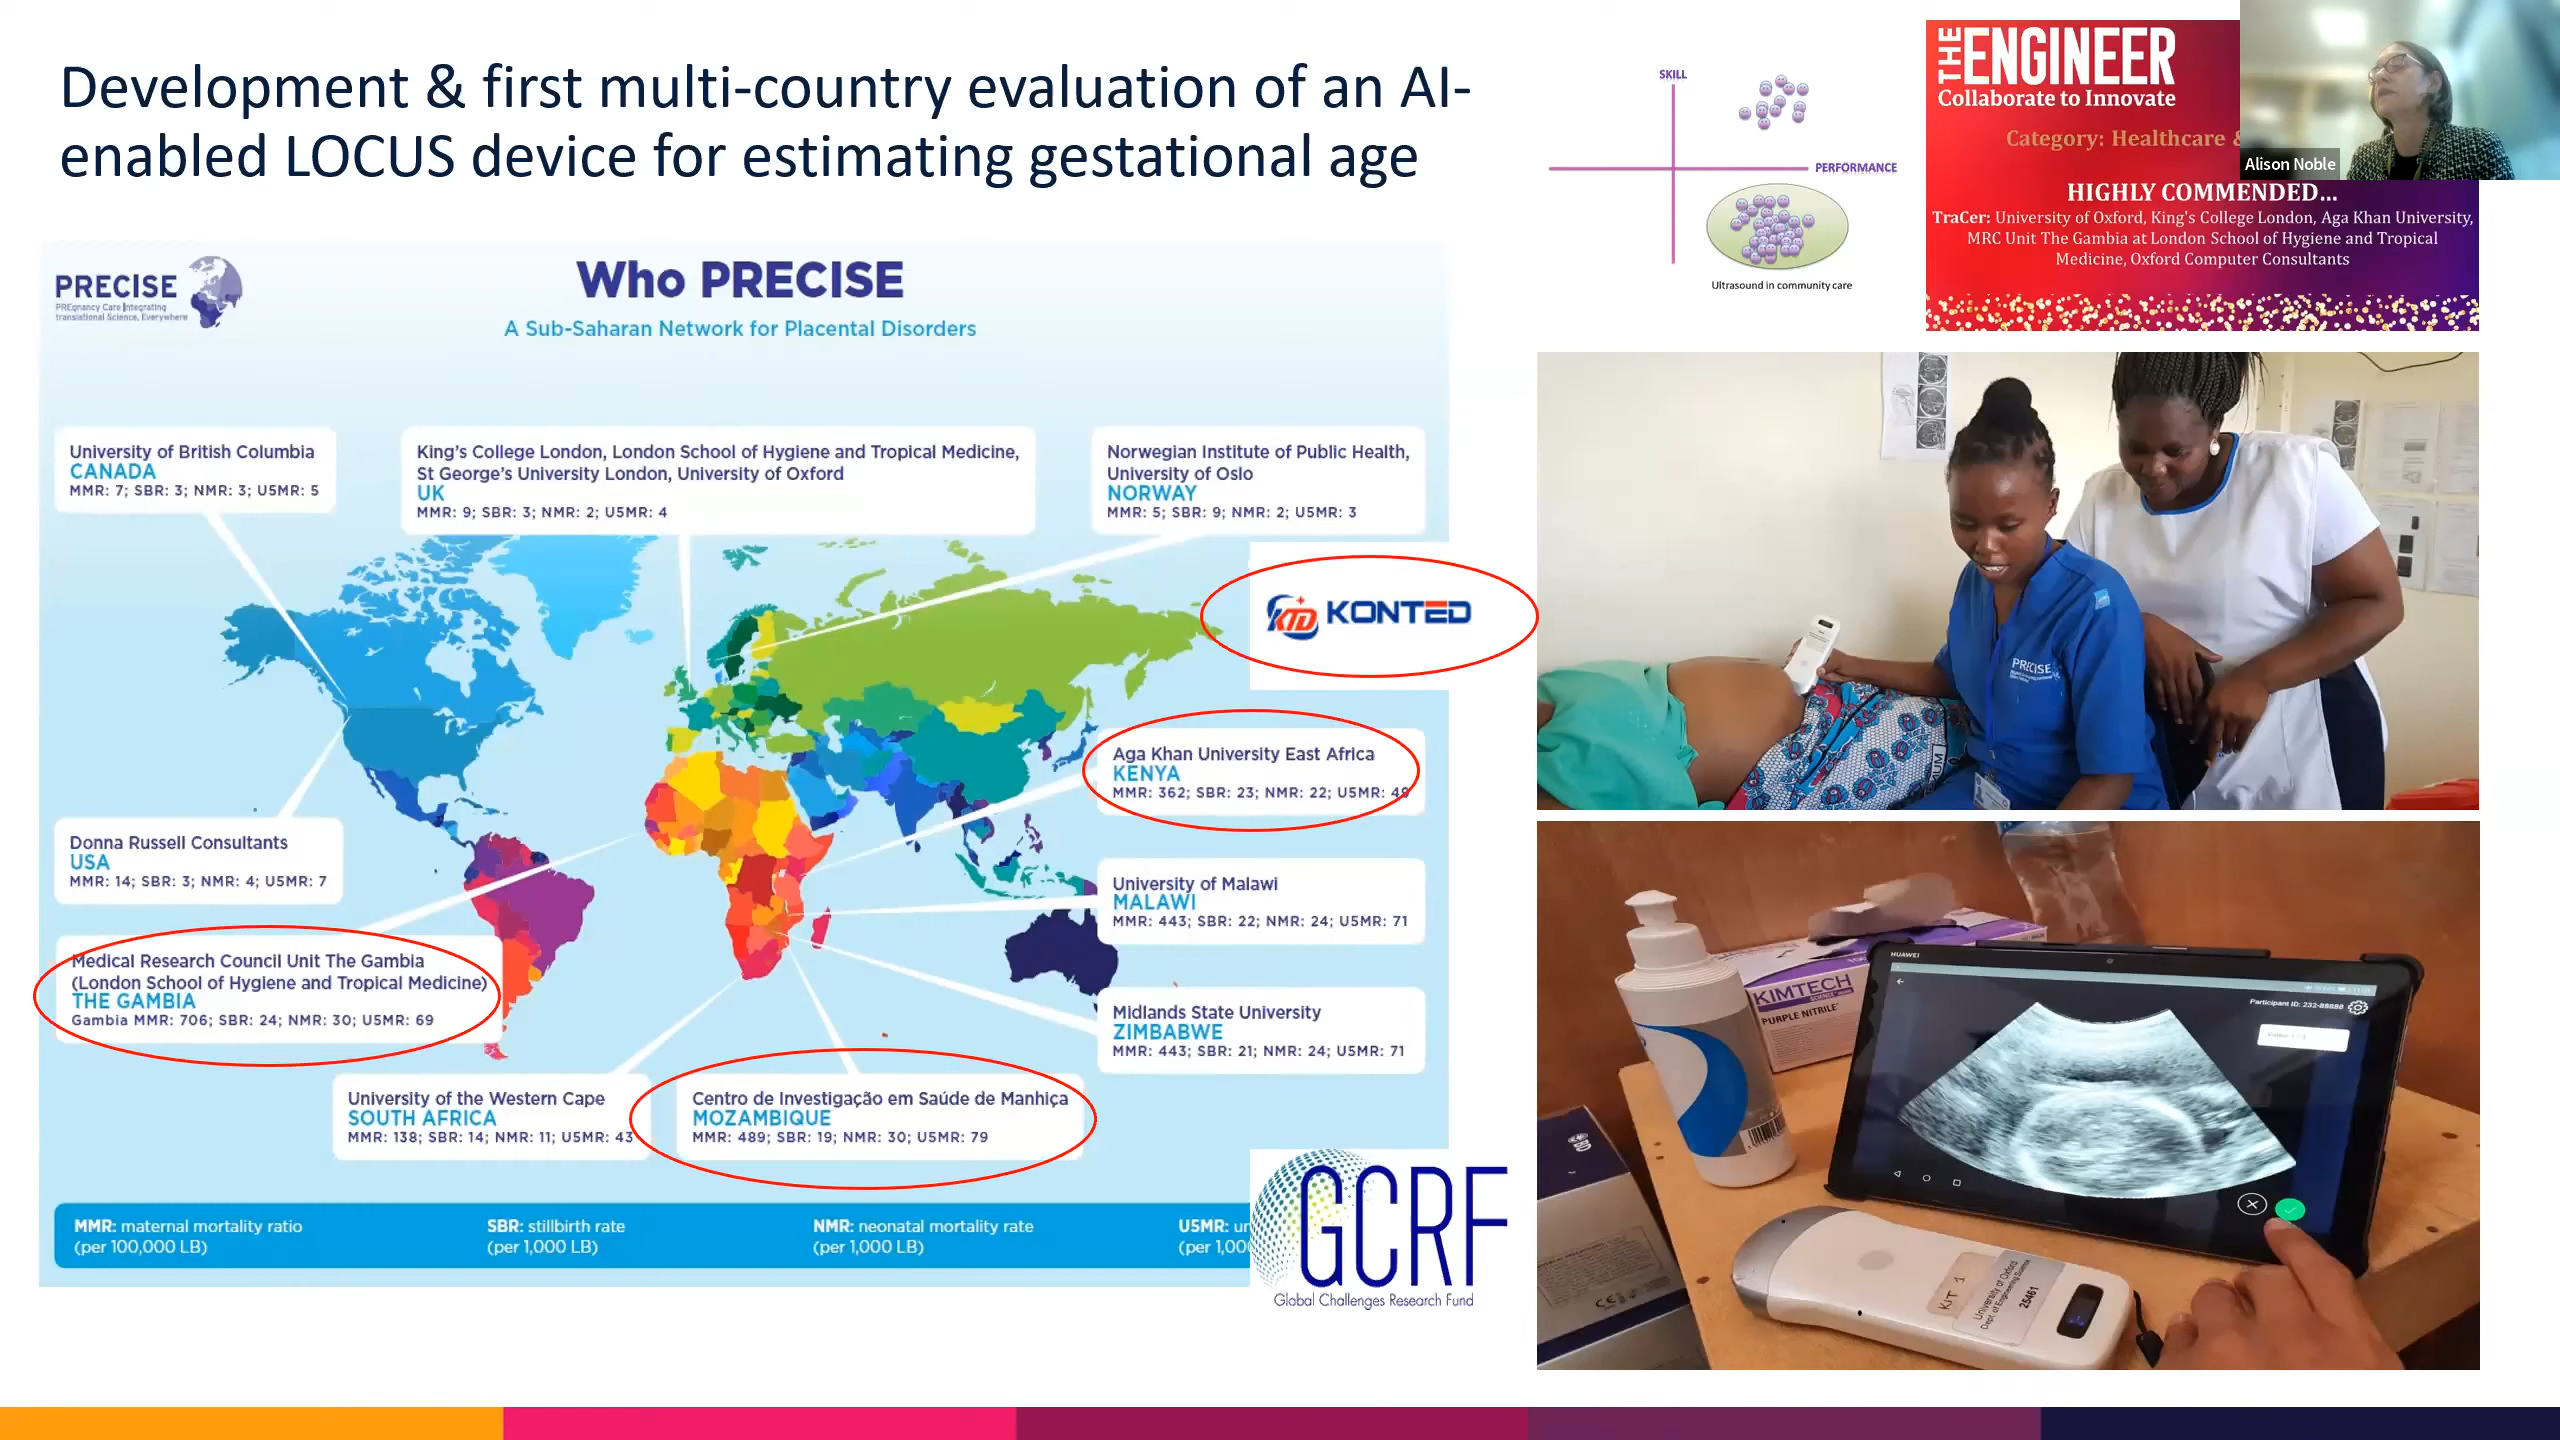 Development & first multi-country evaluation of an AI-
enabled LOCUS device for estimating gestational age
SKILL
PERFORMANCE
Ultrasound in community care
THE ENGINEER
Collaborate to Innovate
Category: Healthcare &
Alison Noble
HIGHLY COMMENDED...
TraCer: University of Oxford, King's College London, Aga Khan University,
MRC Unit The Gambia at London School of Hygiene and Tropical
Medicine, Oxford Computer Consultants
PRECISE
PREgnancy Care Integrating
translational Science, Everywhere
Who PRECISE
A Sub-Saharan Network for Placental Disorders
University of British Columbia
CANADA
MMR: 7; SBR: 3; NMR: 3; U5MR: 5
King's College London, London School of Hygiene and Tropical Medicine,
St George's University London, University of Oxford
UK
MMR: 9; SBR: 3; NMR: 2; U5MR: 4
Norwegian Institute of Public Health,
University of Oslo
NORWAY
MMR: 5; SBR: 9; NMR: 2; U5MR: 3
KTD KONTED
Aga Khan University East Africa
KENYA
MMR: 362; SBR: 23; NMR: 22; U5MR: 49
Donna Russell Consultants
USA
MMR: 14; SBR: 3; NMR: 4; U5MR: 7
University of Malawi
MALAWI
MMR: 443; SBR: 22; NMR: 24; U5MR: 71
Medical Research Council Unit The Gambia
(London School of Hygiene and Tropical Medicine)
THE GAMBIA
Gambia MMR: 706; SBR: 24; NMR: 30; U5MR: 69
Midlands State University
ZIMBABWE
MMR: 443; SBR: 21; NMR: 24; U5MR: 71
University of the Western Cape
SOUTH AFRICA
MMR: 138; SBR: 14; NMR: 11; U5MR: 43
Centro de Investigação em Saúde de Manhiça
MOZAMBIQUE
MMR: 489; SBR: 19; NMR: 30; U5MR: 79
MMR: maternal mortality ratio
(per 100,000 LB)
SBR: stillbirth rate
(per 1,000 LB)
NMR: neonatal mortality rate
(per 1,000 LB)
U5MR: un
(per 1,00
GCRF
Global Challenges Research Fund
PRECISE
HUAWEI
Participant ID: 232-88888
KIMTECH
SCIENCE
PURPLE NITRILE
KIT 1
University of Oxford
Dept. of Engineering Science
25461